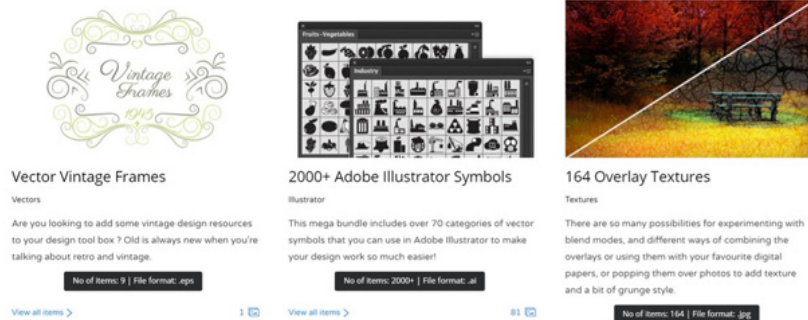 Vintage
Frames
1945
Vector Vintage Frames
Vectors
Are you looking to add some vintage design resources
to your design tool box ? Old is always new when you're
talking about retro and vintage.
No of items: 9 | File format: .eps
View all items
1
Fruits-Vegetables
Industry
2000+ Adobe Illustrator Symbols
Illustrator
This mega bundle includes over 70 categories of vector
symbols that you can use in Adobe Illustrator to make
your design work so much easier!
No of items: 2000+ | File format: .ai
View all items
81
164 Overlay Textures
Textures
There are so many possibilities for experimenting with
blend modes, and different ways of combining the
overlays or using them with your favourite digital
papers, or popping them over photos to add texture
and a bit of grunge style.
No of items: 164 | File format: .jpg